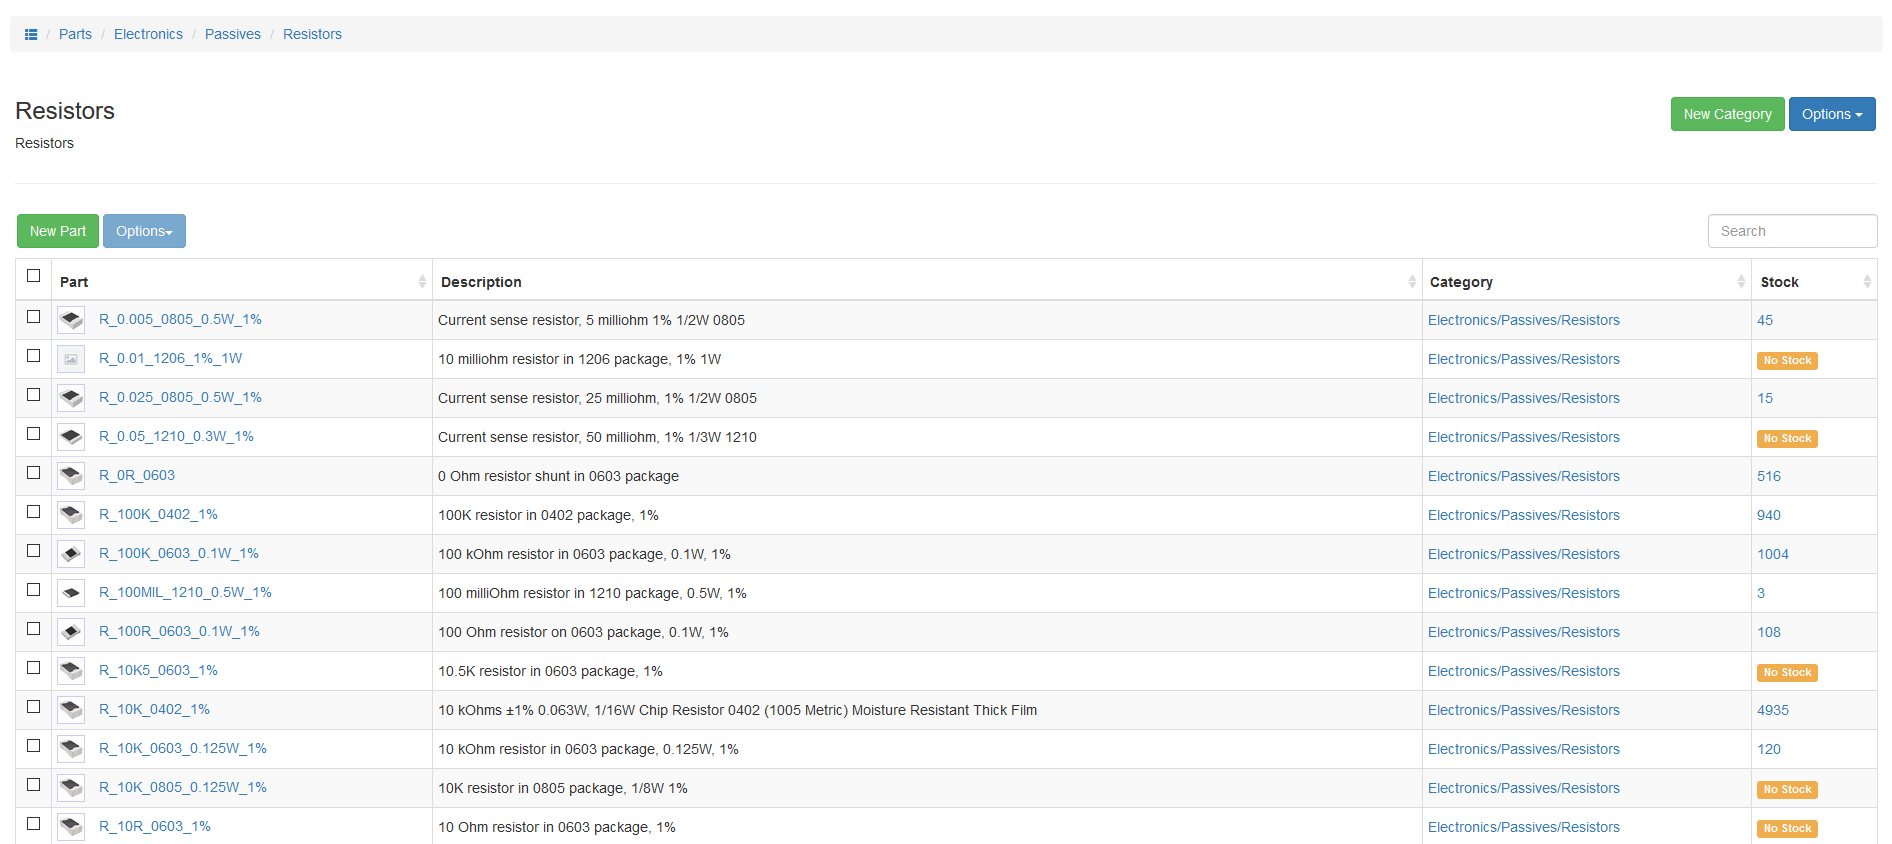 / Parts / Electronics / Passives / Resistors
Resistors
New Category Options
Resistors
New Part Options Search
Part Description Category Stock
R_0.005_0805_0.5W_1% Current sense resistor, 5 milliohm 1% 1/2W 0805 Electronics/Passives/Resistors 45
R_0.01_1206_1%_1W 10 milliohm resistor in 1206 package, 1% 1W Electronics/Passives/Resistors No Stock
R_0.025_0805_0.5W_1% Current sense resistor, 25 milliohm, 1% 1/2W 0805 Electronics/Passives/Resistors 15
R_0.05_1210_0.3W_1% Current sense resistor, 50 milliohm, 1% 1/3W 1210 Electronics/Passives/Resistors No Stock
R_0R_0603 0 Ohm resistor shunt in 0603 package Electronics/Passives/Resistors 516
R_100K_0402_1% 100K resistor in 0402 package, 1% Electronics/Passives/Resistors 940
R_100K_0603_0.1W_1% 100 kOhm resistor in 0603 package, 0.1W, 1% Electronics/Passives/Resistors 1004
R_100MIL_1210_0.5W_1% 100 milliOhm resistor in 1210 package, 0.5W, 1% Electronics/Passives/Resistors 3
R_100R_0603_0.1W_1% 100 Ohm resistor on 0603 package, 0.1W, 1% Electronics/Passives/Resistors 108
R_10K5_0603_1% 10.5K resistor in 0603 package, 1% Electronics/Passives/Resistors No Stock
R_10K_0402_1% 10 kOhms ±1% 0.063W, 1/16W Chip Resistor 0402 (1005 Metric) Moisture Resistant Thick Film Electronics/Passives/Resistors 4935
R_10K_0603_0.125W_1% 10 kOhm resistor in 0603 package, 0.125W, 1% Electronics/Passives/Resistors 120
R_10K_0805_0.125W_1% 10K resistor in 0805 package, 1/8W 1% Electronics/Passives/Resistors No Stock
R_10R_0603_1% 10 Ohm resistor in 0603 package, 1% Electronics/Passives/Resistors No Stock